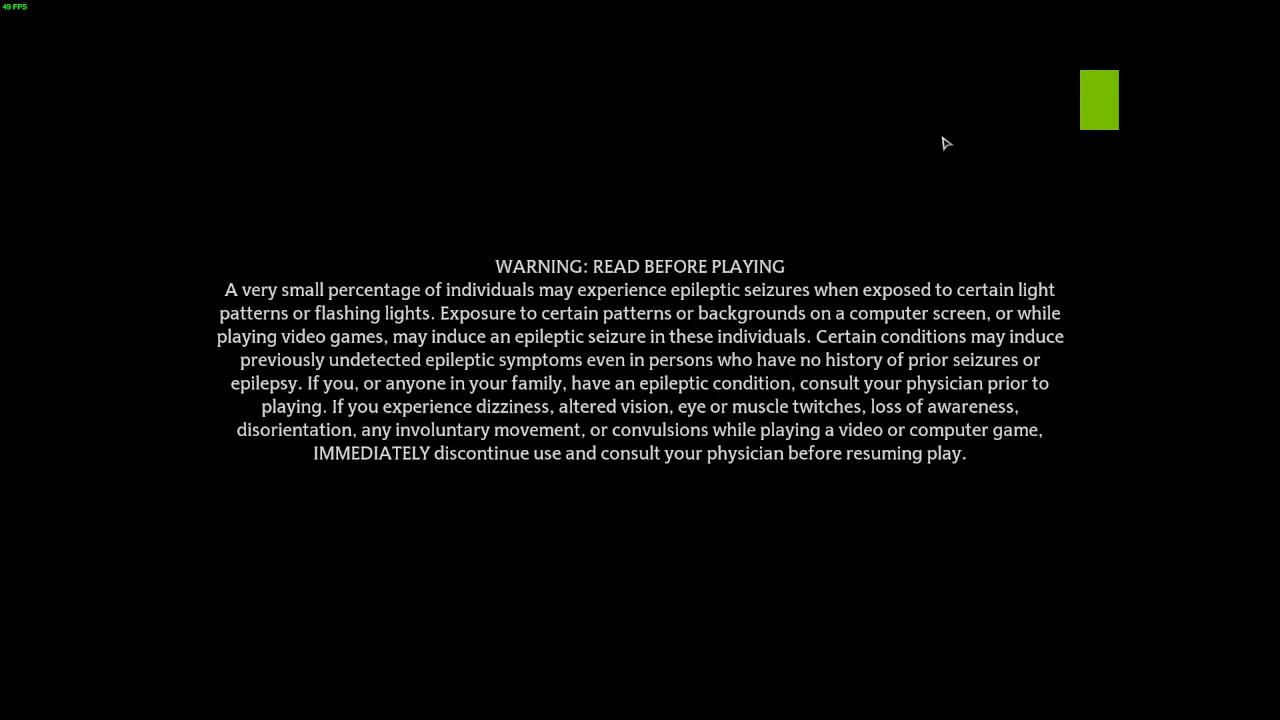 49 FPS
WARNING: READ BEFORE PLAYING
A very small percentage of individuals may experience epileptic seizures when exposed to certain light
patterns or flashing lights. Exposure to certain patterns or backgrounds on a computer screen, or while
playing video games, may induce an epileptic seizure in these individuals. Certain conditions may induce
previously undetected epileptic symptoms even in persons who have no history of prior seizures or
epilepsy. If you, or anyone in your family, have an epileptic condition, consult your physician prior to
playing. If you experience dizziness, altered vision, eye or muscle twitches, loss of awareness,
disorientation, any involuntary movement, or convulsions while playing a video or computer game,
IMMEDIATELY discontinue use and consult your physician before resuming play.